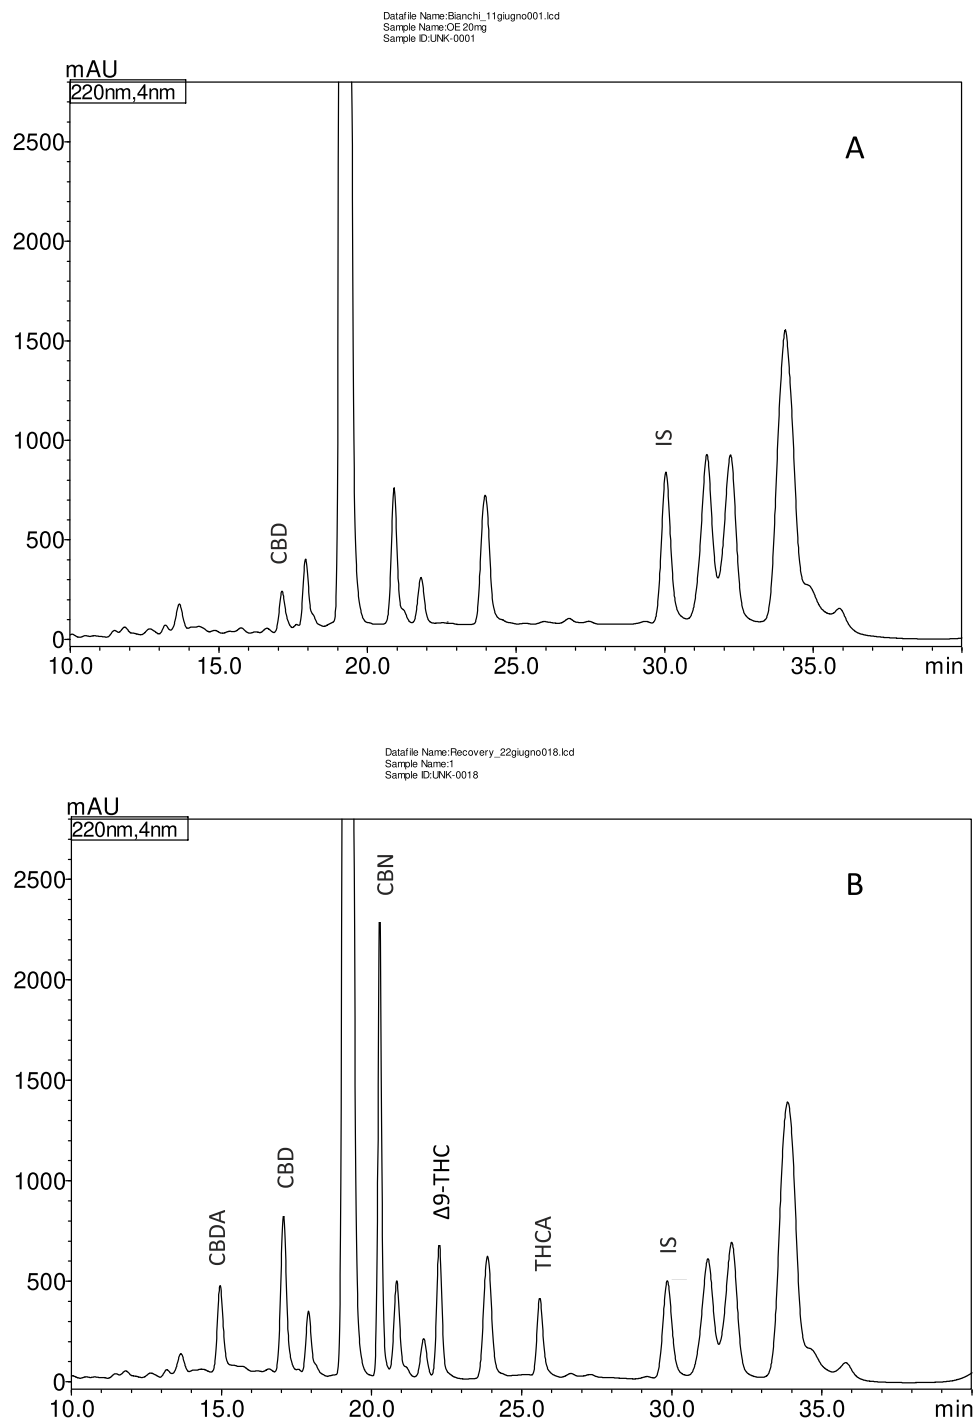 Datafile Name:Bianchi_11giugno001.lcd
Sample Name:OE 20mg
Sample ID:UNK-0001
mAU
220nm,4nm
A
2500
2000
1500
1000
500
0
CBD
IS
10.0 15.0 20.0 25.0 30.0 35.0 min
Datafile Name:Recovery_22giugno018.lcd
Sample Name:1
Sample ID:UNK-0018
mAU
220nm,4nm
B
2500
2000
1500
1000
500
0
CBDA
CBD
CBN
Δ9-THC
THCA
IS
10.0 15.0 20.0 25.0 30.0 35.0 min